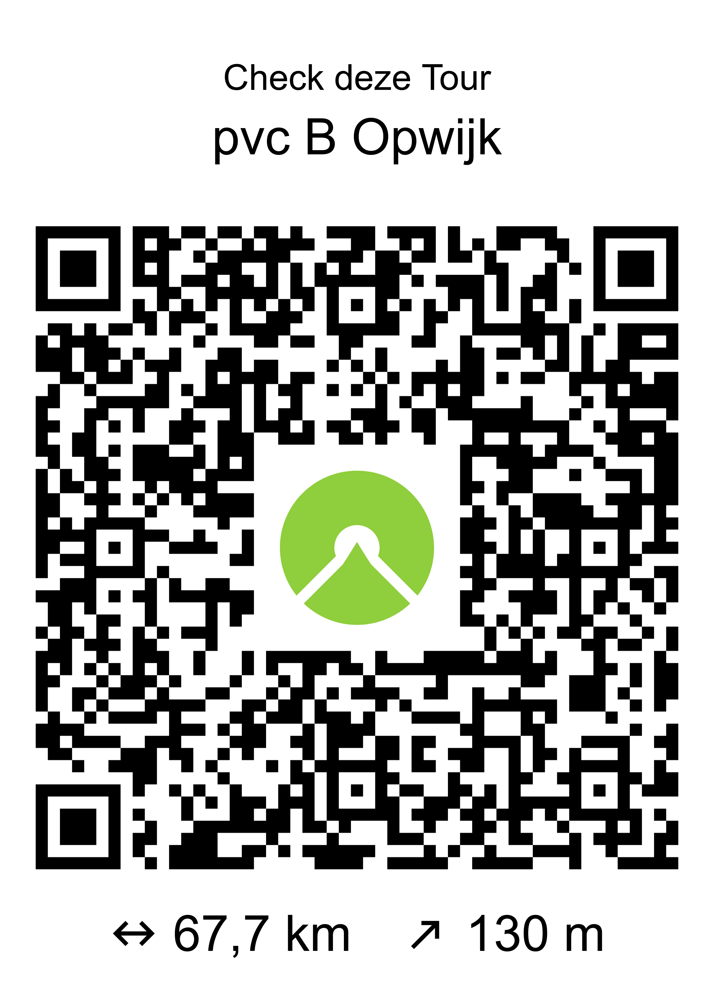 Check deze Tour
pvc B Opwijk
↔ 67,7 km ↗ 130 m